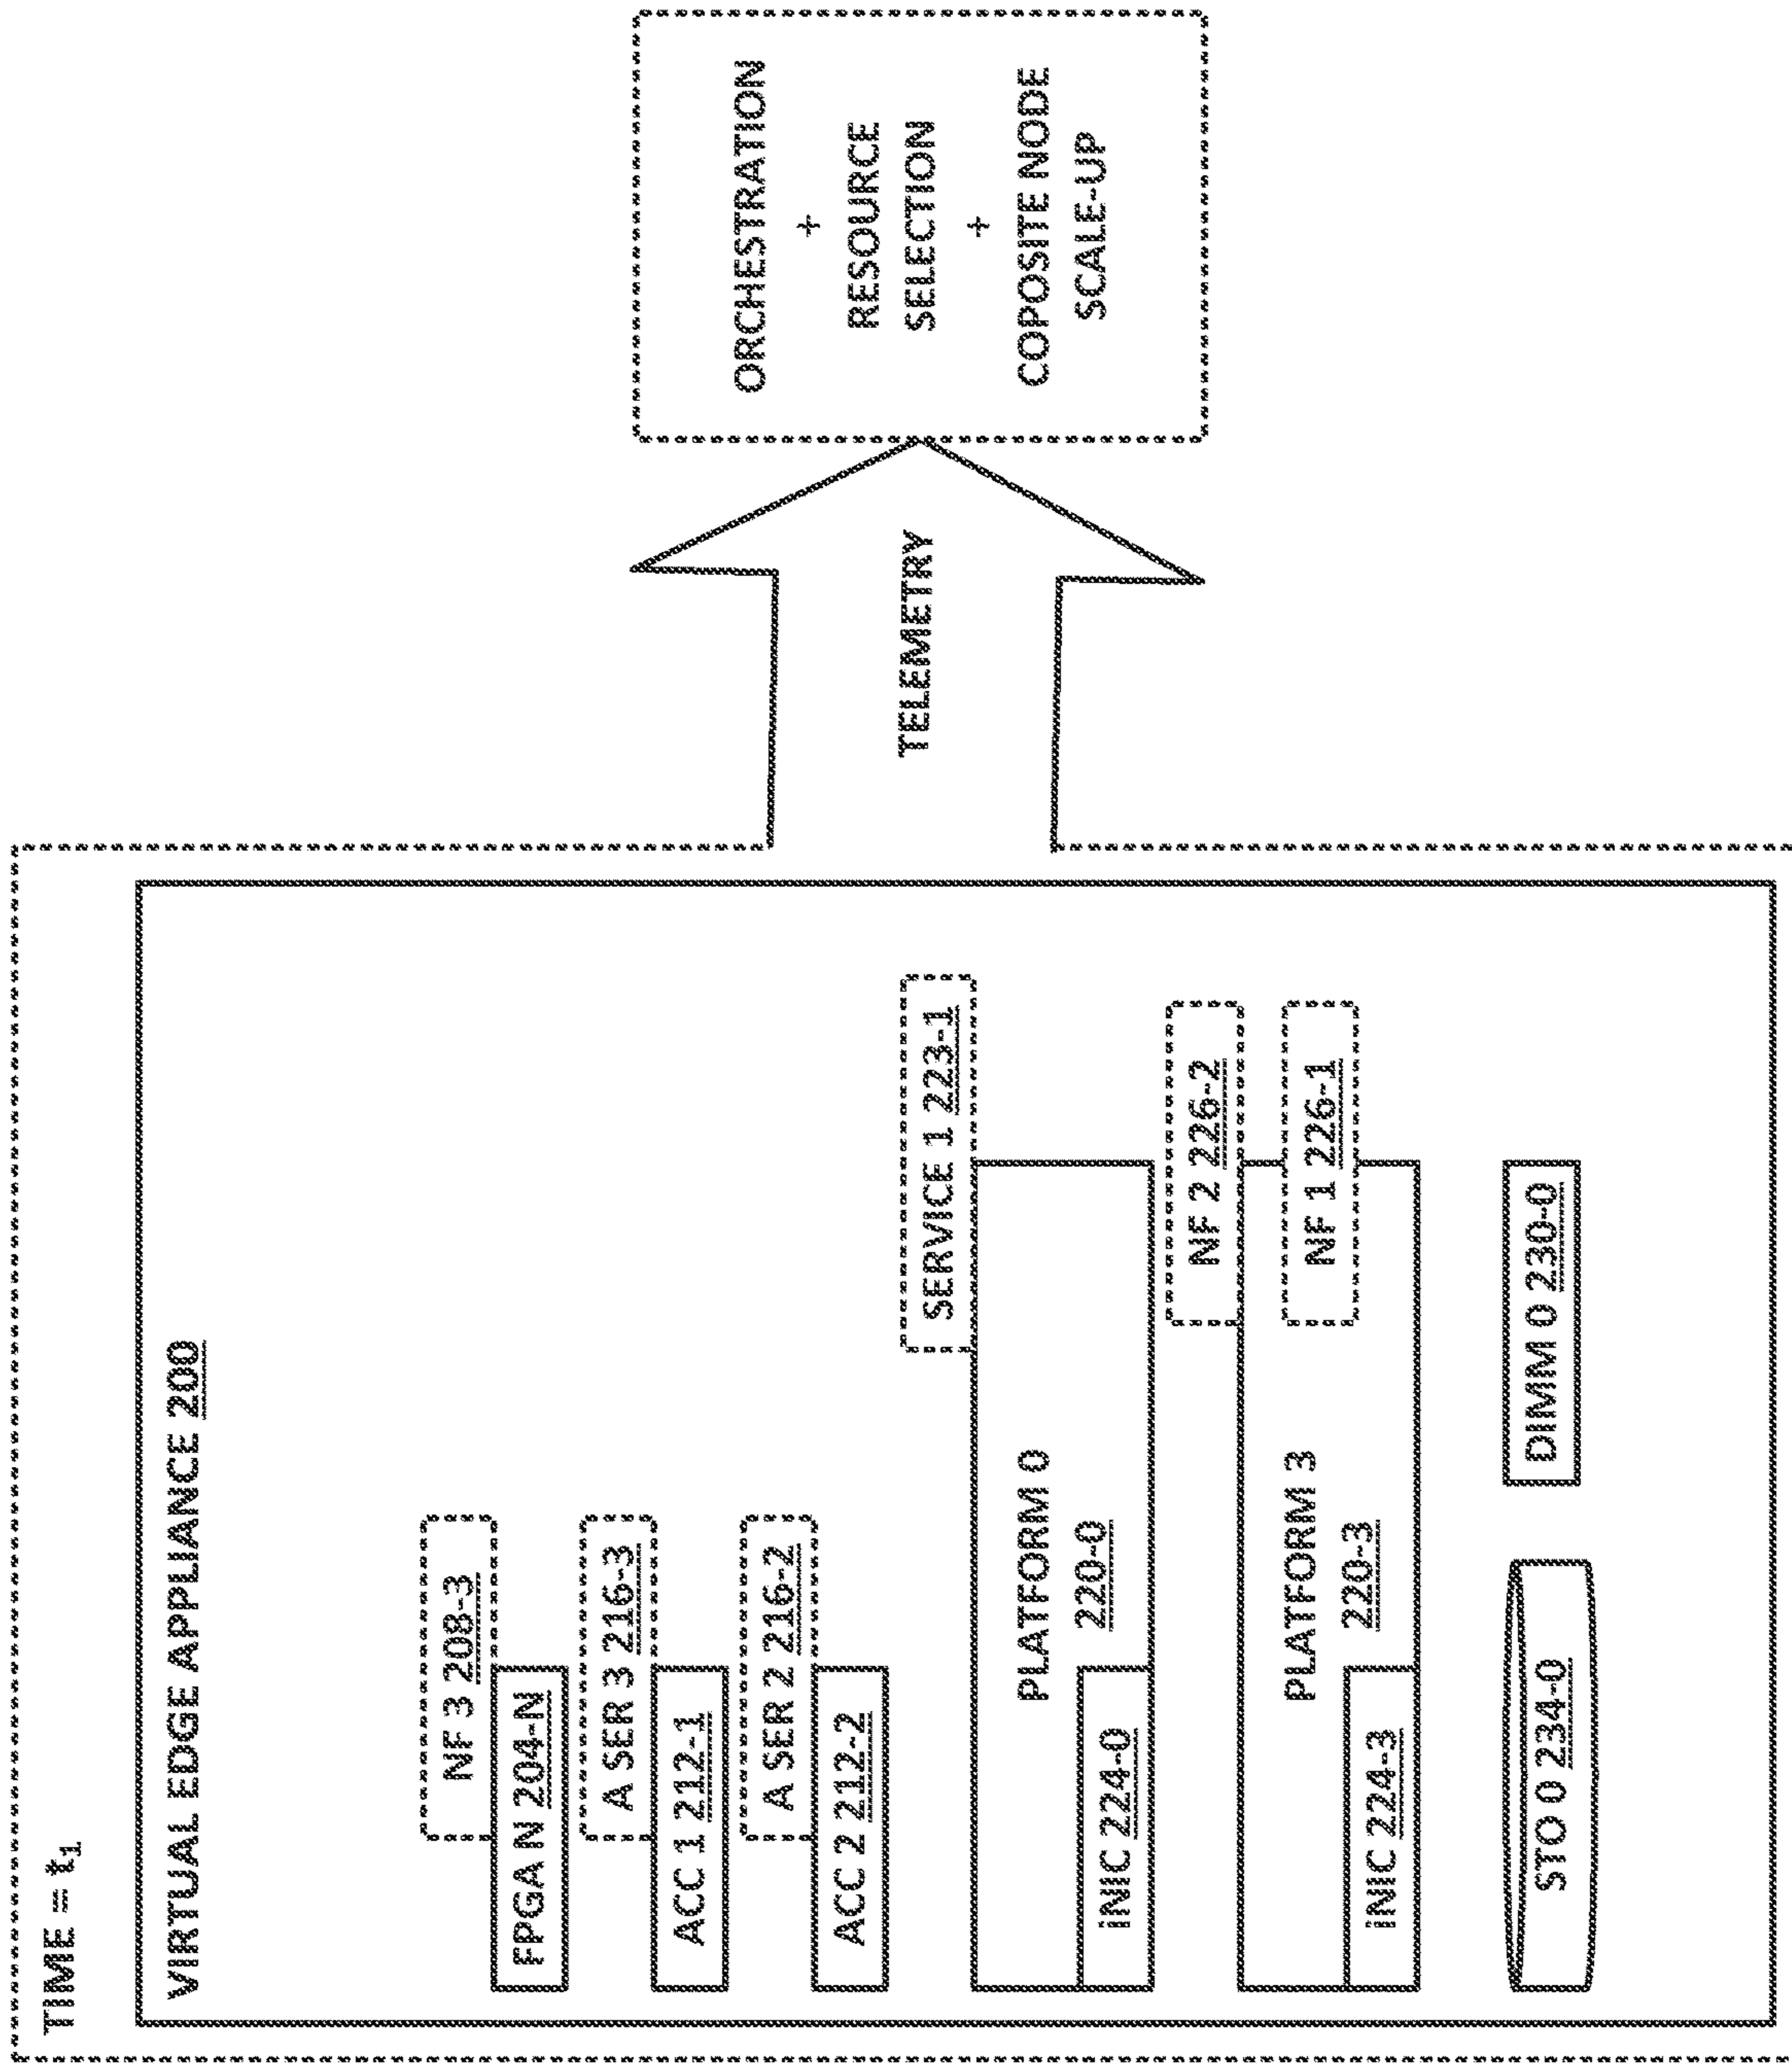 TIME = t₁
VIRTUAL EDGE APPLIANCE 200
NF 3 208-3
FPGA N 204-N
A SER 3 216-3
ACC 1 212-1
A SER 2 216-2
ACC 2 212-2
SERVICE 1 223-1
PLATFORM 0
220-0
iNIC 224-0
NF 2 226-2
PLATFORM 3
NF 1 226-1
220-3
iNIC 224-3
STO 0 234-0
DIMM 0 230-0
TELEMETRY
ORCHESTRATION
+
RESOURCE
SELECTION
+
COPOSITE NODE
SCALE-UP